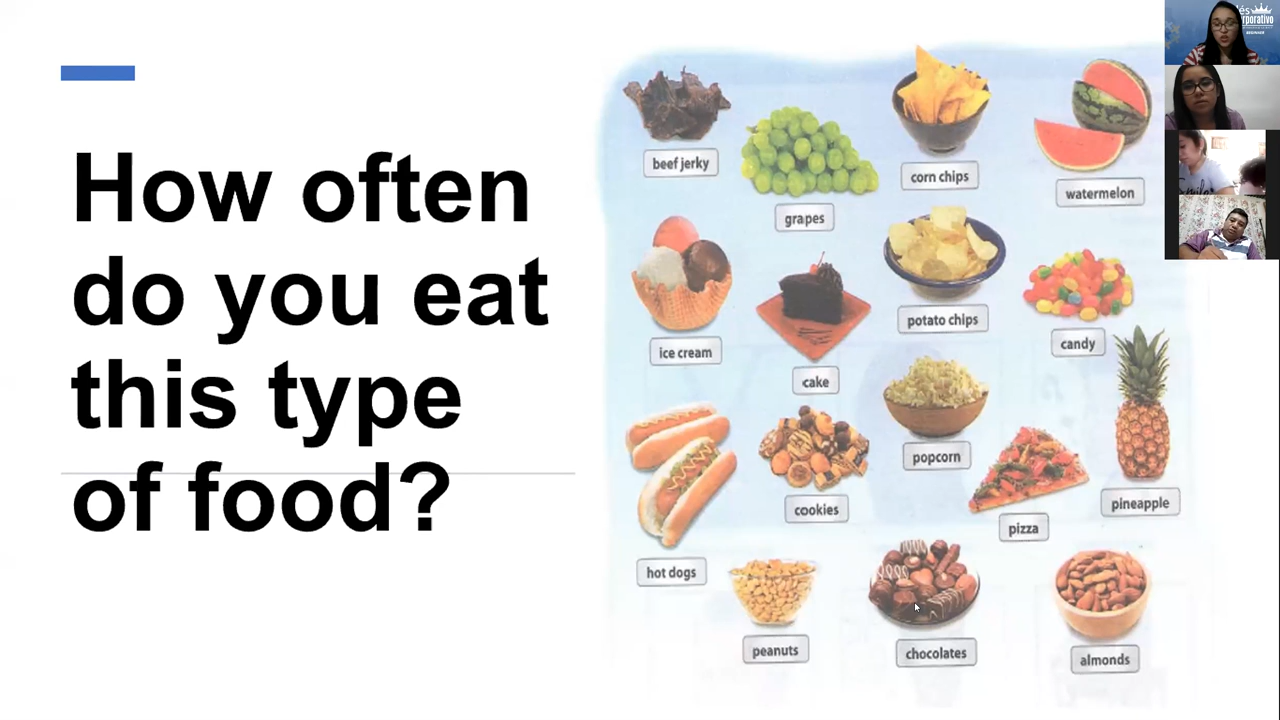 How often
do you eat
this type
of food?
beef jerky
grapes
corn chips
watermelon
ice cream
cake
potato chips
candy
hot dogs
cookies
popcorn
pizza
pineapple
peanuts
chocolates
almonds